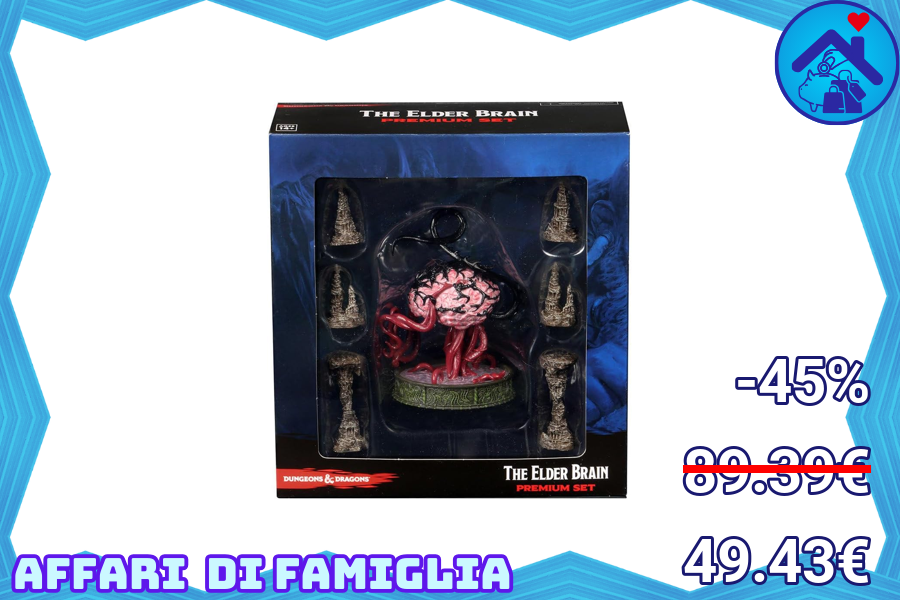 THE ELDER BRAIN
PREMIUM SET
-45%
89.39€
THE ELDER BRAIN
PREMIUM SET
DUNGEONS & DRAGONS
49.43€
AFFARI DI FAMIGLIA